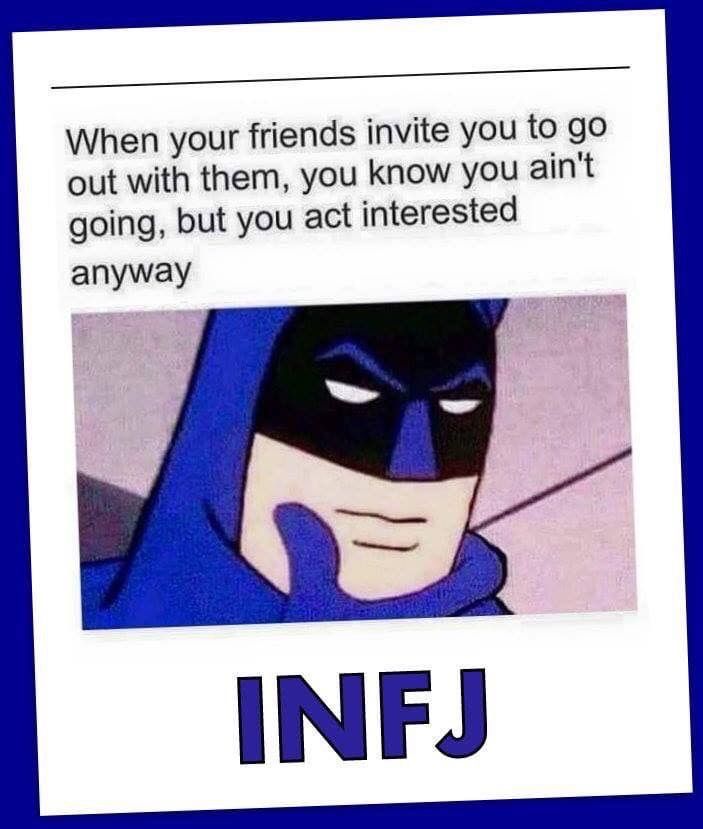 When your friends invite you to go
out with them, you know you ain't
going, but you act interested
anyway
INFJ